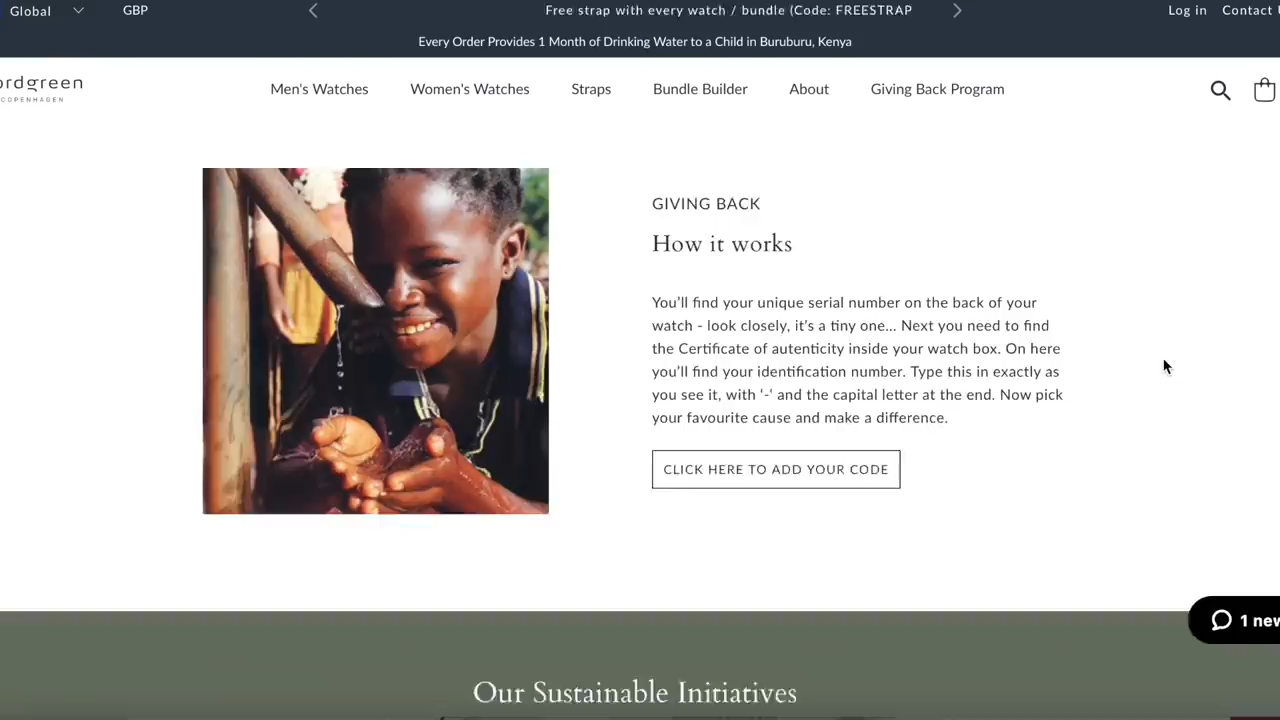 Global
GBP
Free strap with every watch / bundle (Code: FREESTRAP
Log in
Contact
Every Order Provides 1 Month of Drinking Water to a Child in Buruburu, Kenya
ordgreen
COPENHAGEN
Men's Watches
Women's Watches
Straps
Bundle Builder
About
Giving Back Program
GIVING BACK
How it works
You’ll find your unique serial number on the back of your
watch - look closely, it’s a tiny one... Next you need to find
the Certificate of autenticity inside your watch box. On here
you’ll find your identification number. Type this in exactly as
you see it, with ‘-‘ and the capital letter at the end. Now pick
your favourite cause and make a difference.
CLICK HERE TO ADD YOUR CODE
1 new
Our Sustainable Initiatives